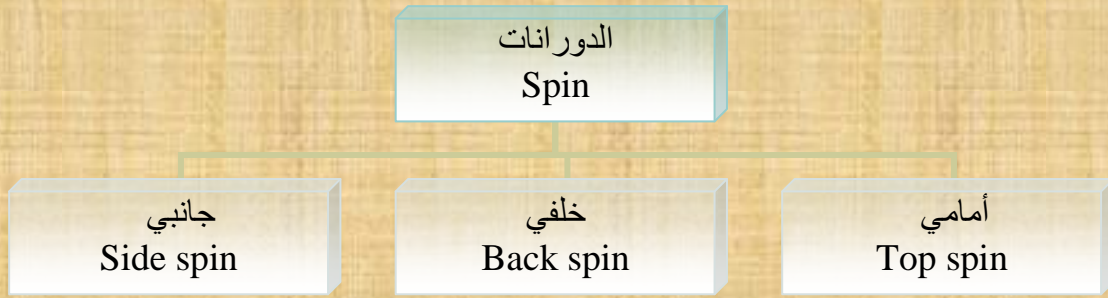 الدورانات
Spin
أمامي
Top spin
خلفي
Back spin
جانبي
Side spin